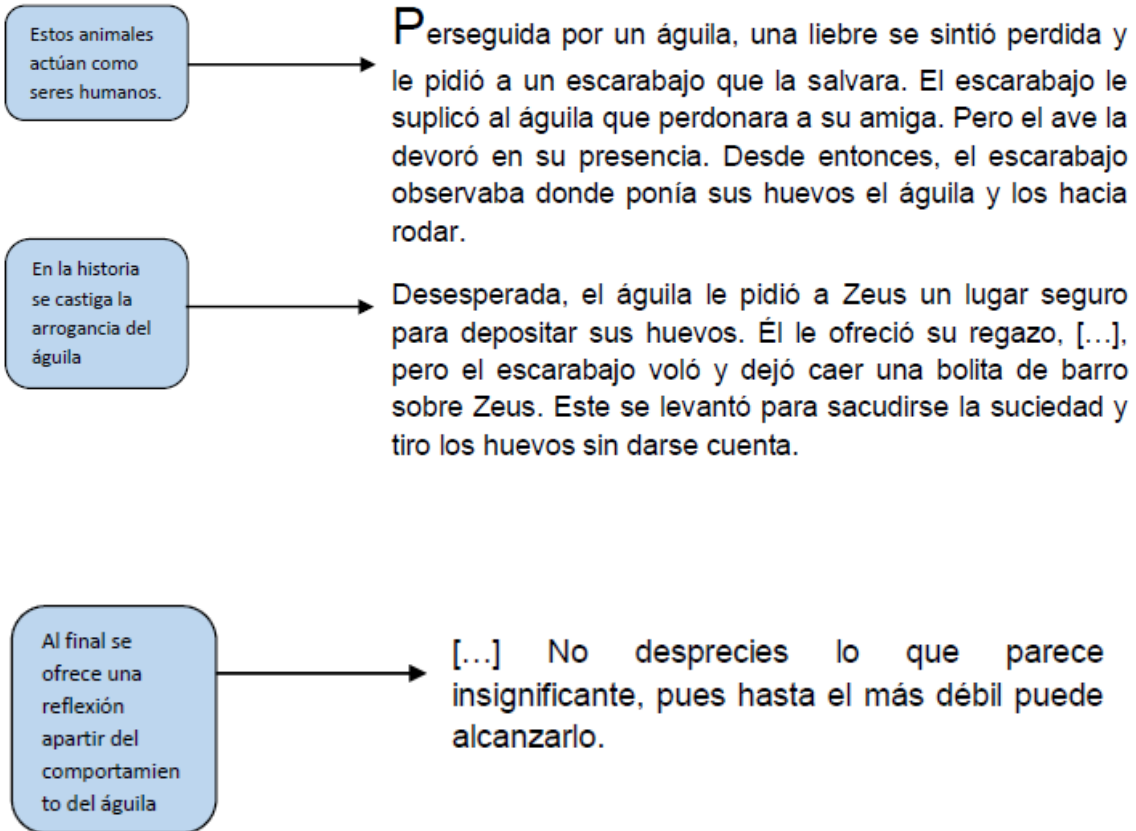 Estos animales
actúan como
seres humanos.
Perseguida por un águila, una liebre se sintió perdida y
le pidió a un escarabajo que la salvara. El escarabajo le
suplicó al águila que perdonara a su amiga. Pero el ave la
devoró en su presencia. Desde entonces, el escarabajo
observaba donde ponía sus huevos el águila y los hacia
rodar.
En la historia
se castiga la
arrogancia del
águila
Desesperada, el águila le pidió a Zeus un lugar seguro
para depositar sus huevos. Él le ofreció su regazo, […],
pero el escarabajo voló y dejó caer una bolita de barro
sobre Zeus. Este se levantó para sacudirse la suciedad y
tiro los huevos sin darse cuenta.
Al final se
ofrece una
reflexión
apartir del
comportamien
to del águila
[…] No desprecies lo que parece
insignificante, pues hasta el más débil puede
alcanzarlo.